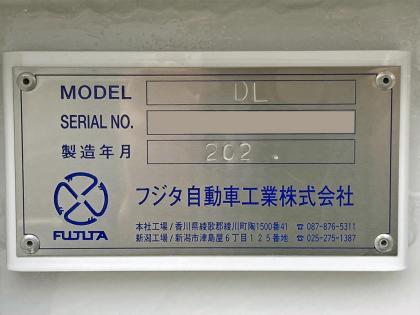 MODEL DL
SERIAL NO.
製造年月 202 .
FUJITA
フジタ自動車工業株式会社
本社工場/香川県綾歌郡綾川町陶1500番41 ☎087-876-5311
新潟工場/新潟市津島屋6丁目125番地 ☎025-275-1387